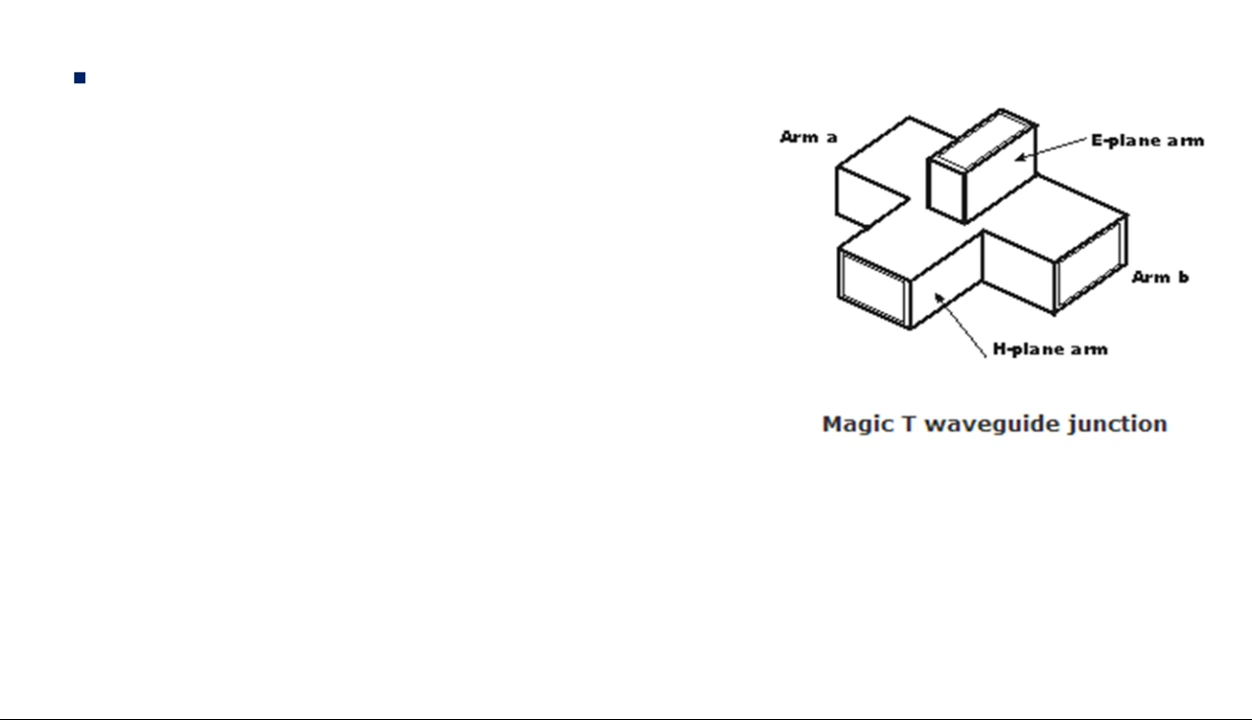 Arm a
E-plane arm
Arm b
H-plane arm
Magic T waveguide junction